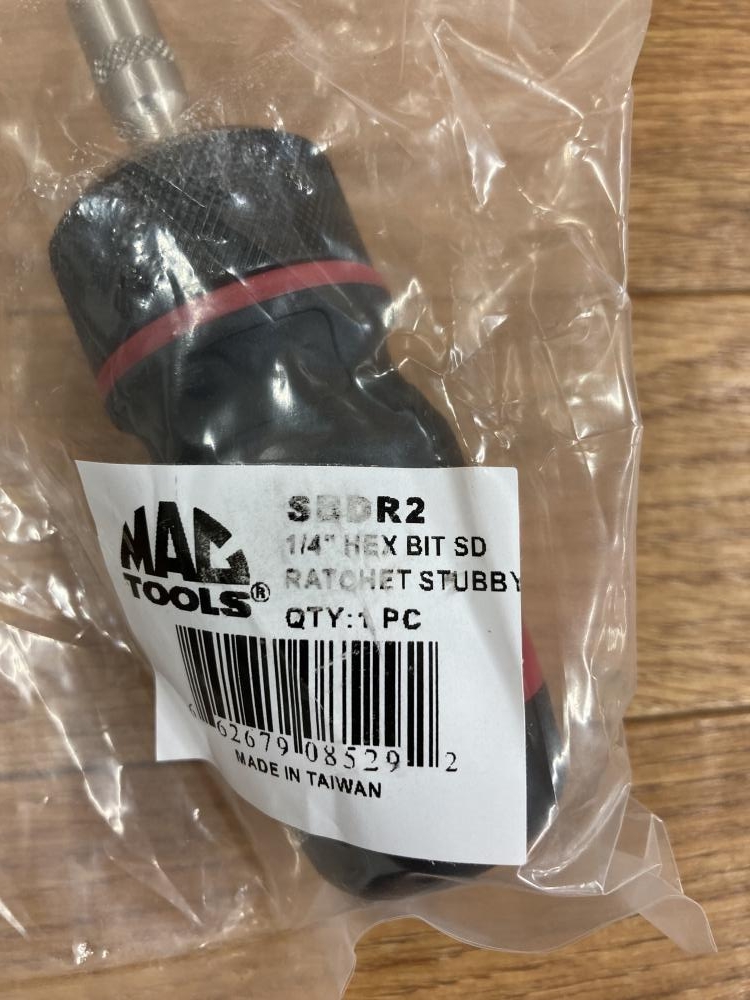 MAC
TOOLS®
SBDR2
1/4" HEX BIT SD
RATCHET STUBBY
QTY:1 PC
6 62679 08529 2
MADE IN TAIWAN